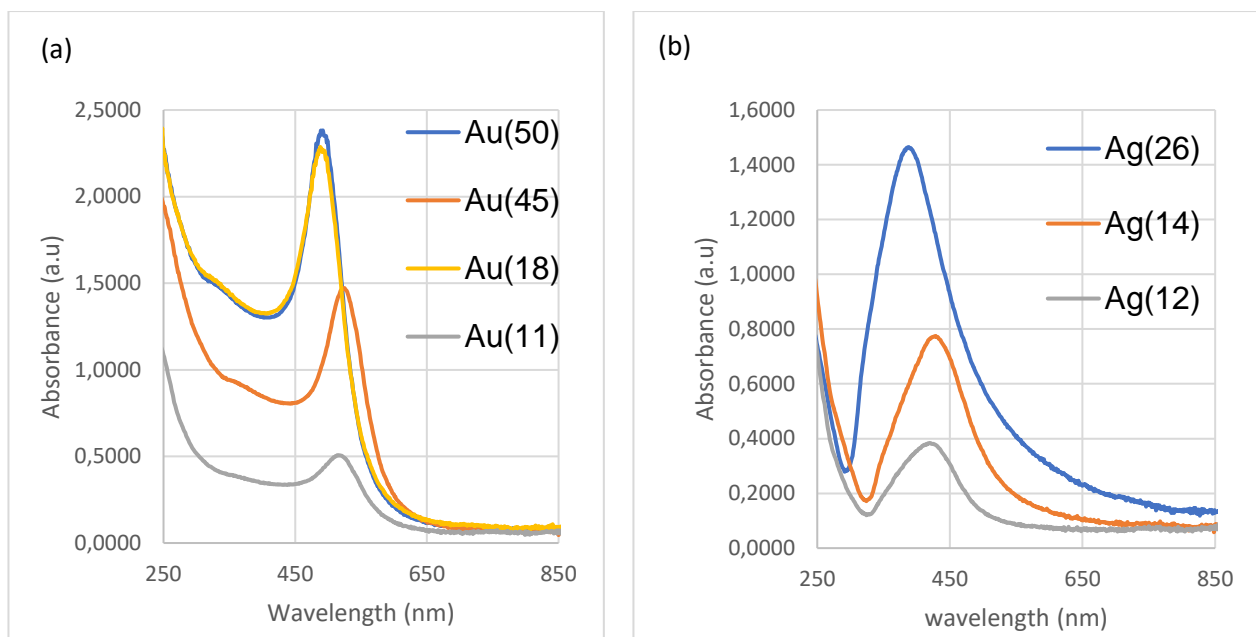 (a)
2,5000
2,0000
1,5000
1,0000
0,5000
0,0000
Absorbance (a.u)
250 450 650 850
Wavelength (nm)
Au(50)
Au(45)
Au(18)
Au(11)
(b)
1,6000
1,4000
1,2000
1,0000
0,8000
0,6000
0,4000
0,2000
0,0000
Absorbance (a.u)
250 450 650 850
wavelength (nm)
Ag(26)
Ag(14)
Ag(12)